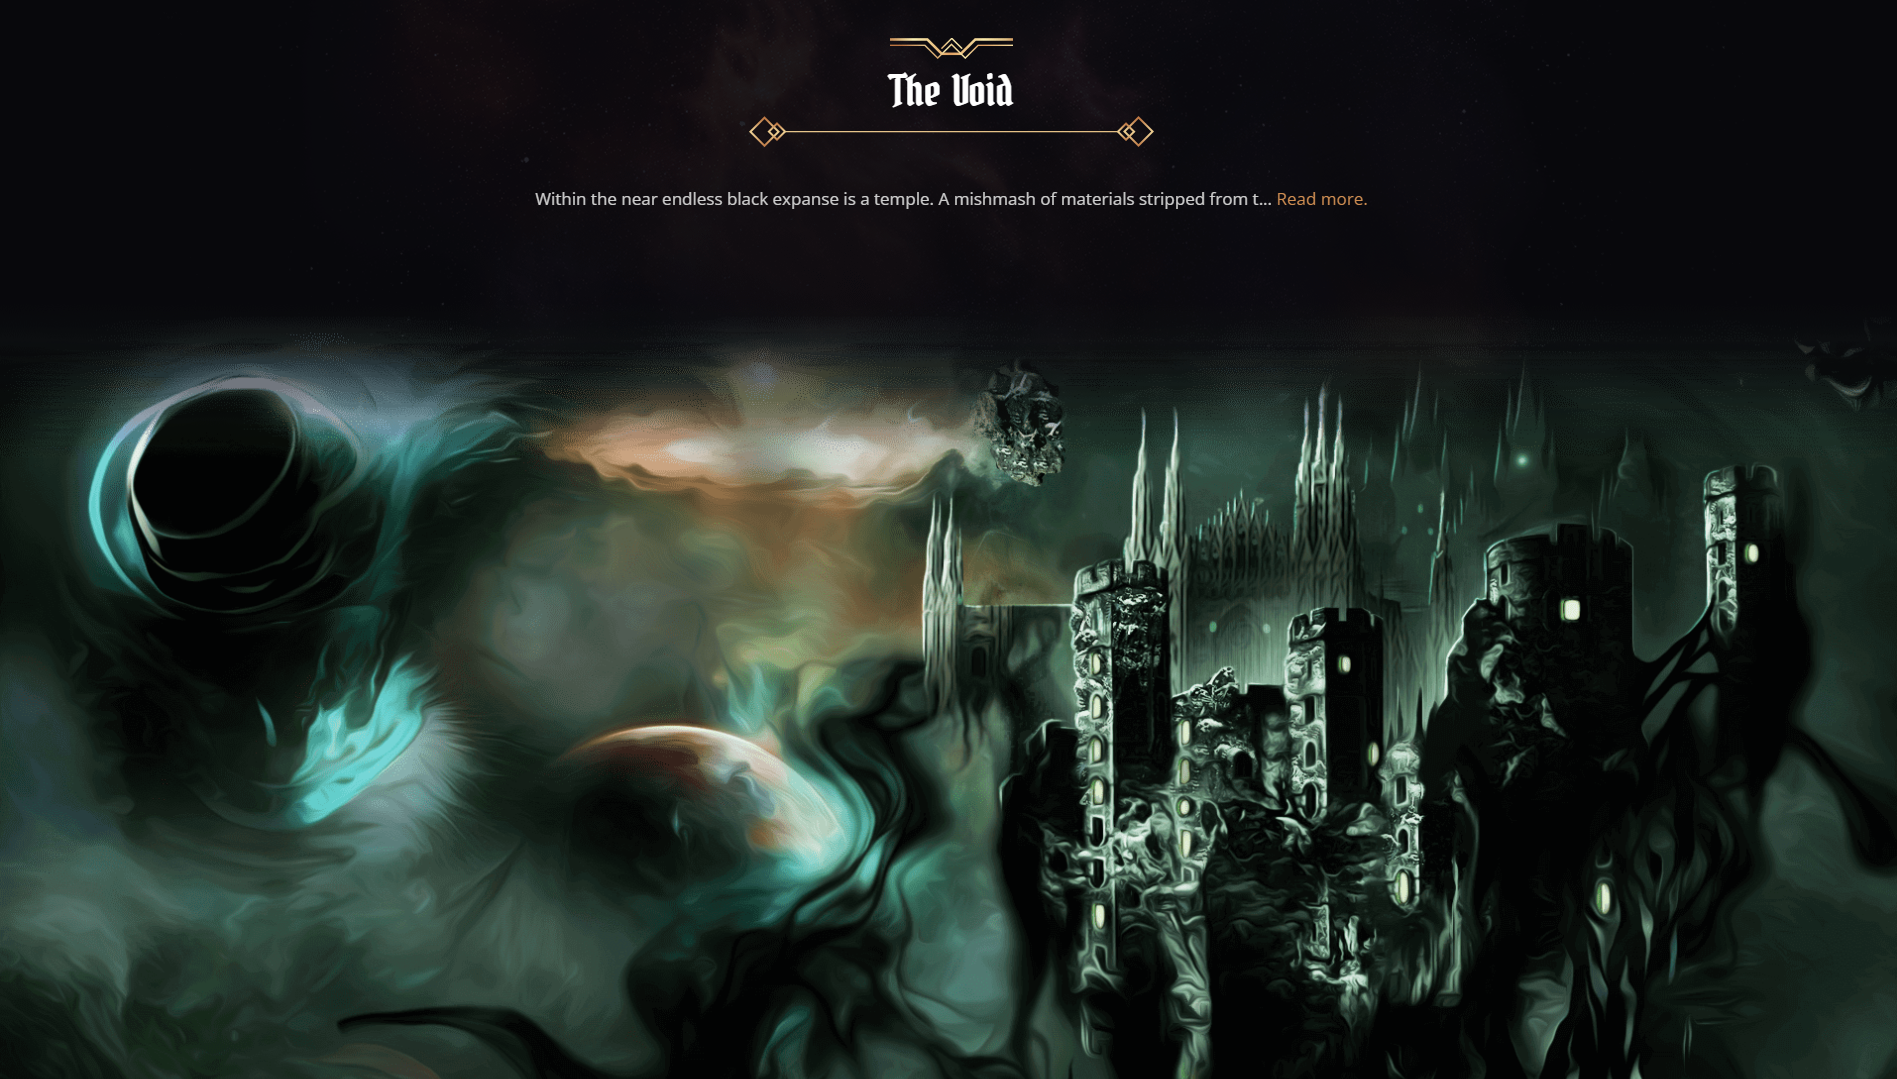 The Void
Within the near endless black expanse is a temple. A mishmash of materials stripped from t... Read more.